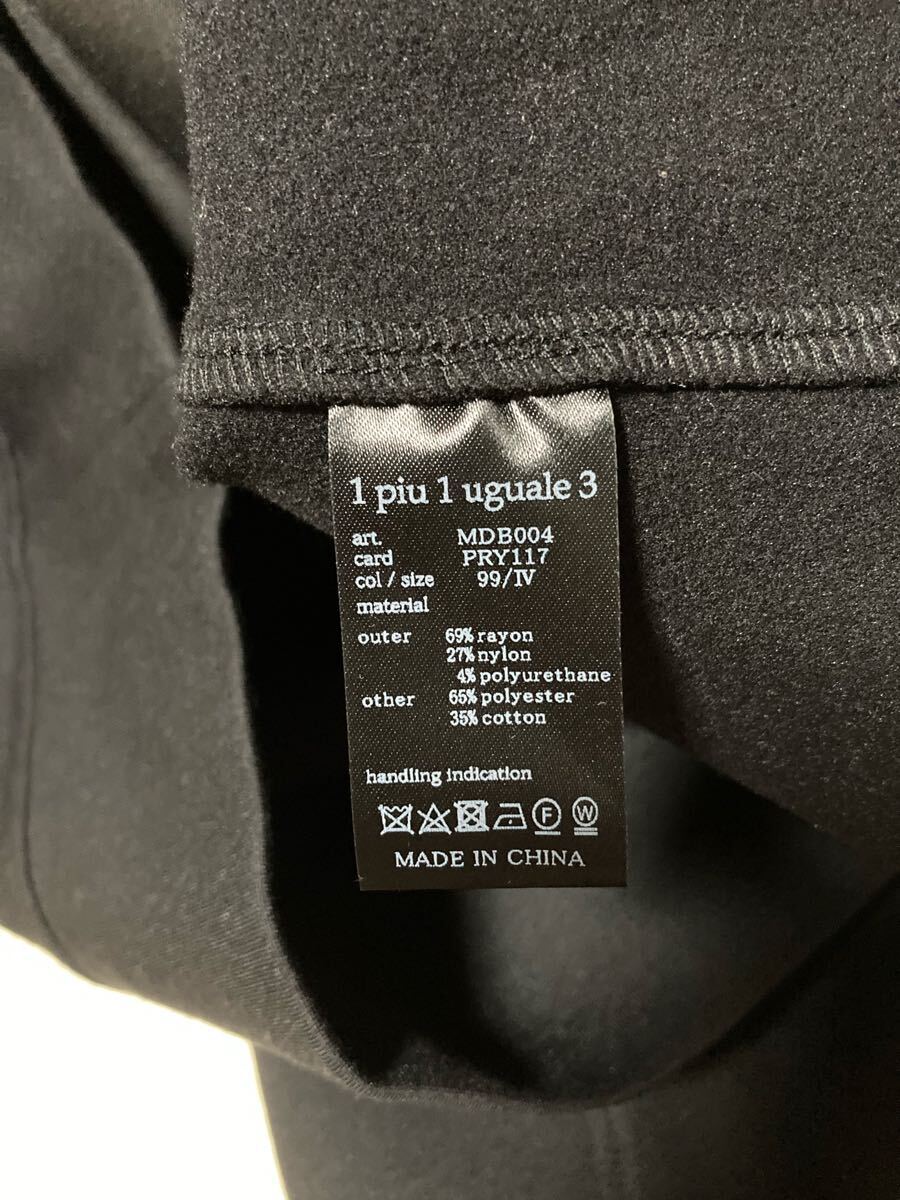 1 piu 1 uguale 3
art. MDB004
card PRY117
col / size 99/IV
material
outer 69% rayon
27% nylon
4% polyurethane
other 65% polyester
35% cotton
handling indication
F W
MADE IN CHINA